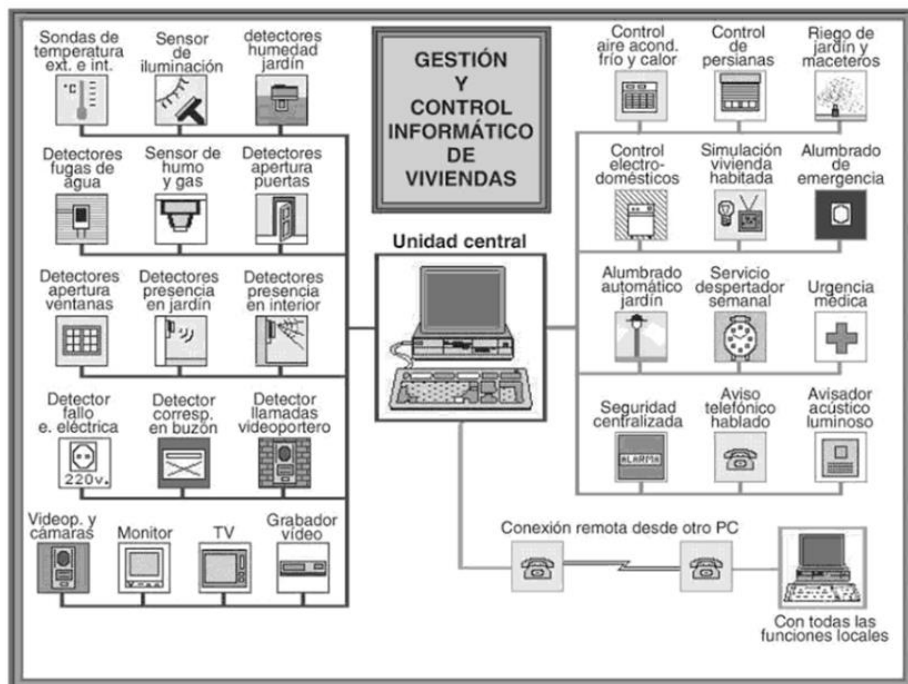 GESTIÓN
Y
CONTROL
INFORMÁTICO
DE
VIVIENDAS
Sondas de
temperatura
ext. e int.
°C
Sensor
de
iluminación
detectores
humedad
jardín
Detectores
fugas de
agua
Sensor de
humo
y gas
Detectores
apertura
puertas
Detectores
apertura
ventanas
Detectores
presencia
en jardín
Detectores
presencia
en interior
Detector
fallo
e. eléctrica
220v.
Detector
corresp.
en buzón
Detector
llamadas
videoportero
Videop. y
cámaras
Monitor
TV
Grabador
vídeo
Unidad central
Control
aire acond.
frío y calor
Control
de
persianas
Riego de
jardín y
maceteros
Control
electro-
domésticos
Simulación
vivienda
habitada
Alumbrado
de
emergencia
Alumbrado
automático
jardín
Servicio
despertador
semanal
Urgencia
médica
Seguridad
centralizada
ALARMA
Aviso
telefónico
hablado
Avisador
acústico
luminoso
Conexión remota desde otro PC
Con todas las
funciones locales